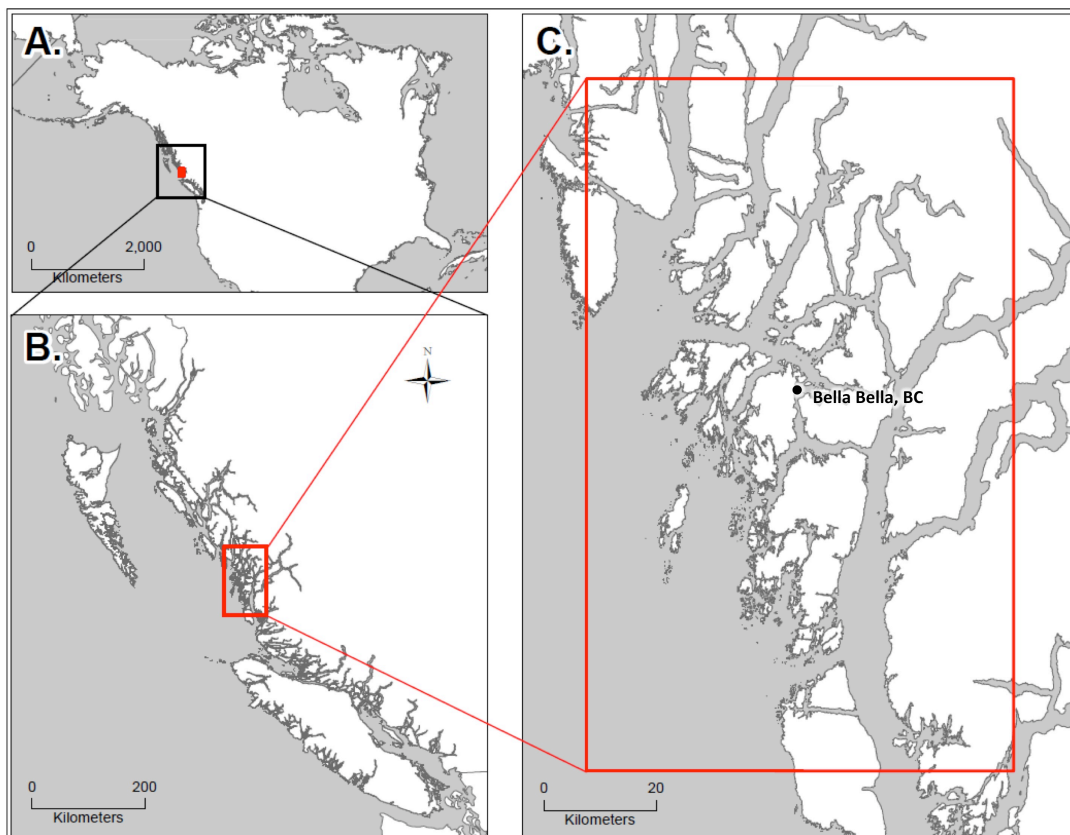 A.
0 2,000
Kilometers
B.
N
0 200
Kilometers
C.
Bella Bella, BC
0 20
Kilometers